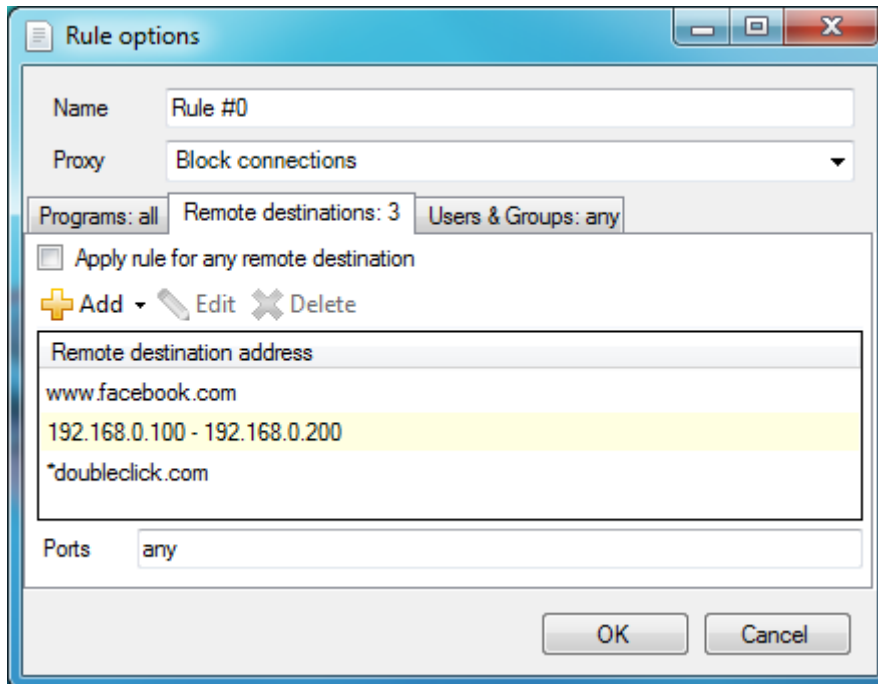 Rule options
Name Rule #0
Proxy Block connections
Programs: all Remote destinations: 3 Users & Groups: any
Apply rule for any remote destination
Add Edit Delete
Remote destination address
www.facebook.com
192.168.0.100 - 192.168.0.200
*doubleclick.com
Ports any
OK Cancel